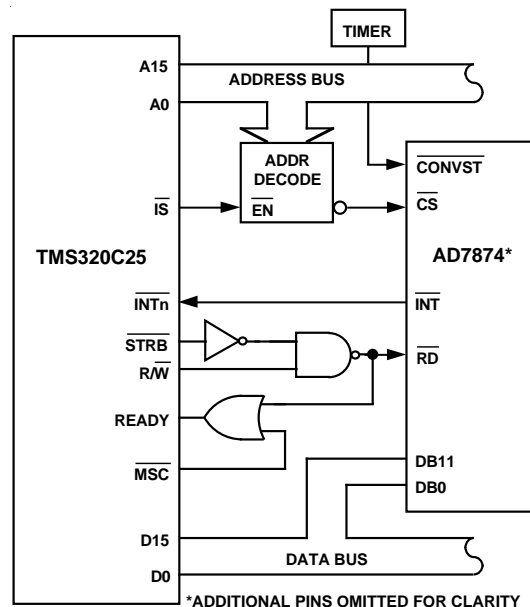 TIMER
A15
ADDRESS BUS
A0
ADDR
DECODE
CONVST
IS
EN
CS
TMS320C25
AD7874*
INTn
INT
STRB
R/W
RD
READY
MSC
DB11
DB0
D15
DATA BUS
D0
*ADDITIONAL PINS OMITTED FOR CLARITY